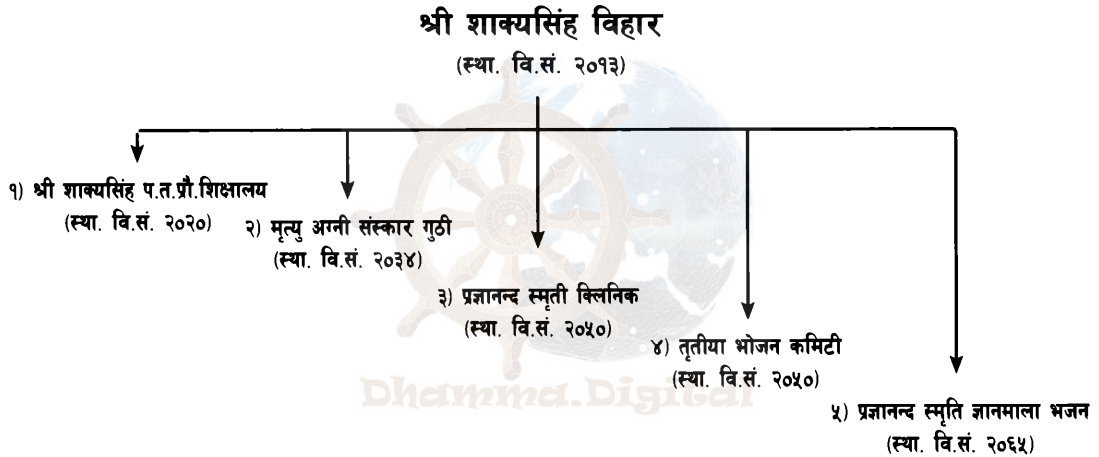 श्री शाक्यसिंह विहार
(स्था. वि.सं. २०१३)
१) श्री शाक्यसिंह प.त.प्रौ.शिक्षालय
(स्था. वि.सं. २०२०)
२) मृत्यु अग्नी संस्कार गुठी
(स्था. वि.सं. २०३४)
३) प्रज्ञानन्द स्मृती क्लिनिक
(स्था. वि.सं. २०५०)
४) तृतीया भोजन कमिटी
(स्था. वि.सं. २०५०)
५) प्रज्ञानन्द स्मृति ज्ञानमाला भजन
(स्था. वि.सं. २०६५)
Dhamma.Digital